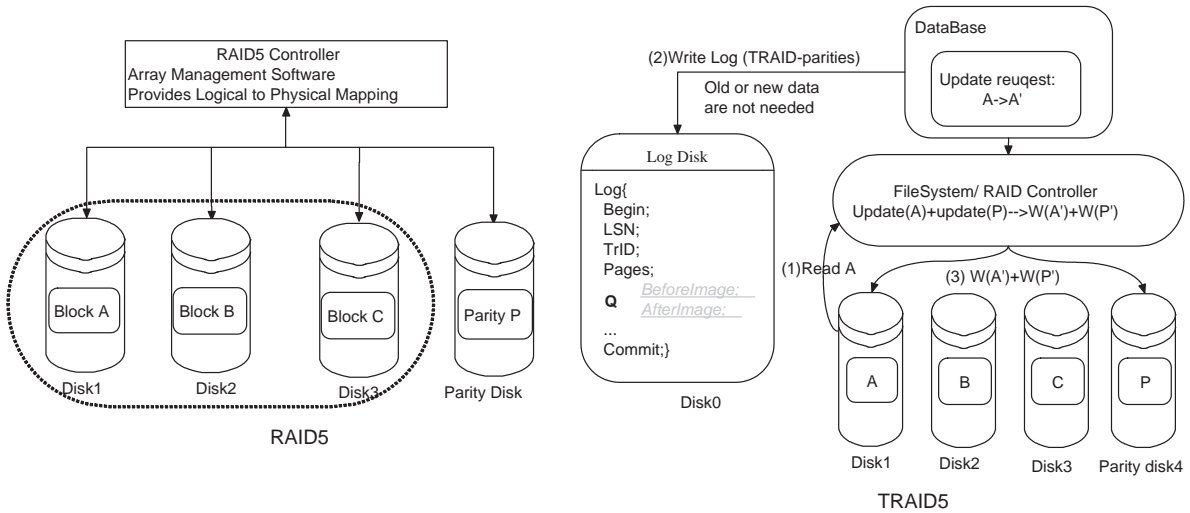 RAID5 Controller
Array Management Software
Provides Logical to Physical Mapping
Block A
Block B
Block C
Parity P
Disk1
Disk2
Disk3
Parity Disk
RAID5
DataBase
Update reuqest:
A->A'
(2)Write Log (TRAID-parities)
Old or new data
are not needed
Log Disk
Log{
Begin;
LSN;
TrID;
Pages;
Q BeforeImage;
AfterImage;
...
Commit;}
Disk0
FileSystem/ RAID Controller
Update(A)+update(P)-->W(A')+W(P')
(1)Read A
(3) W(A')+W(P')
A
B
C
P
Disk1
Disk2
Disk3
Parity disk4
TRAID5